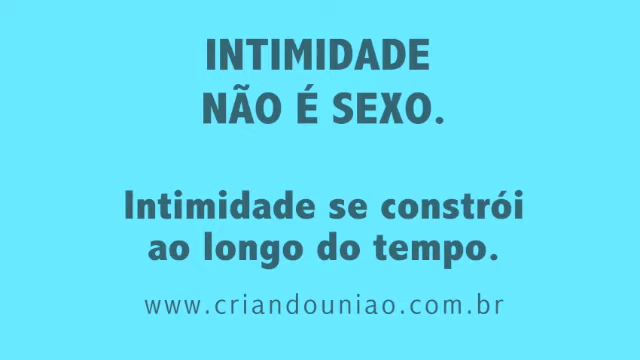 INTIMIDADE
NÃO É SEXO.
Intimidade se constrói
ao longo do tempo.
www.criandouniao.com.br